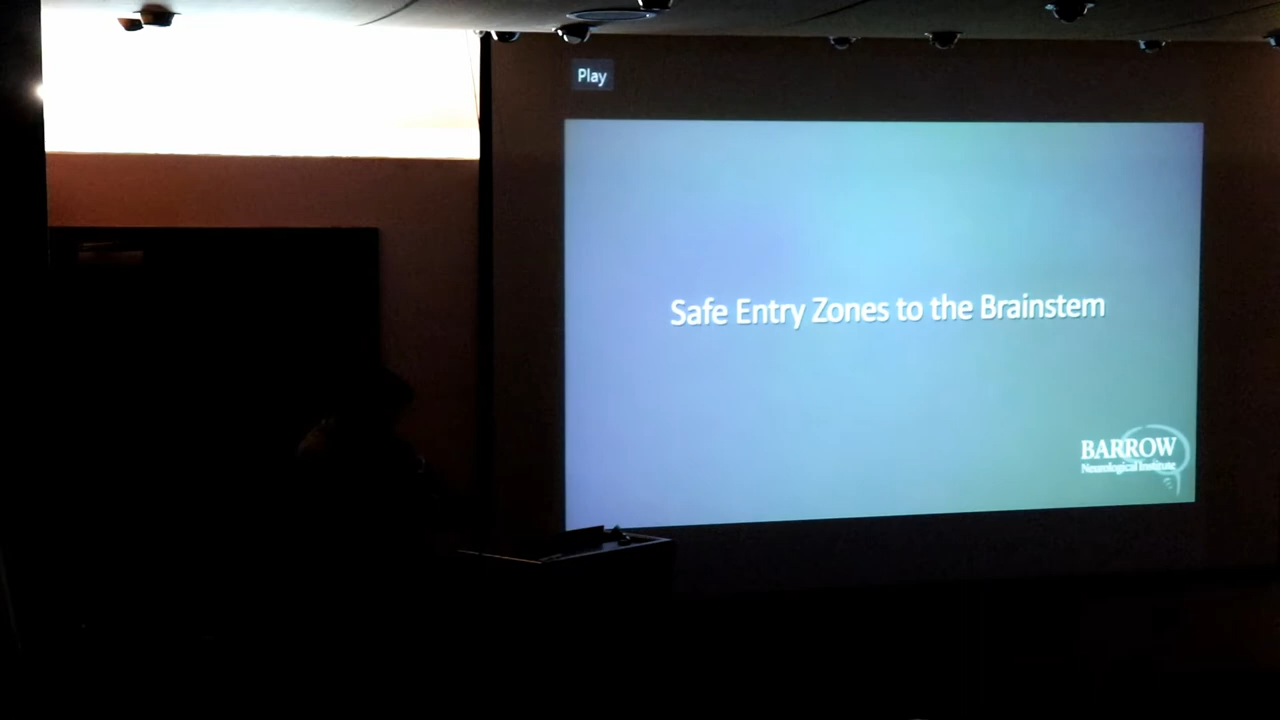 Play
Safe Entry Zones to the Brainstem
BARROW
Neurological Institute